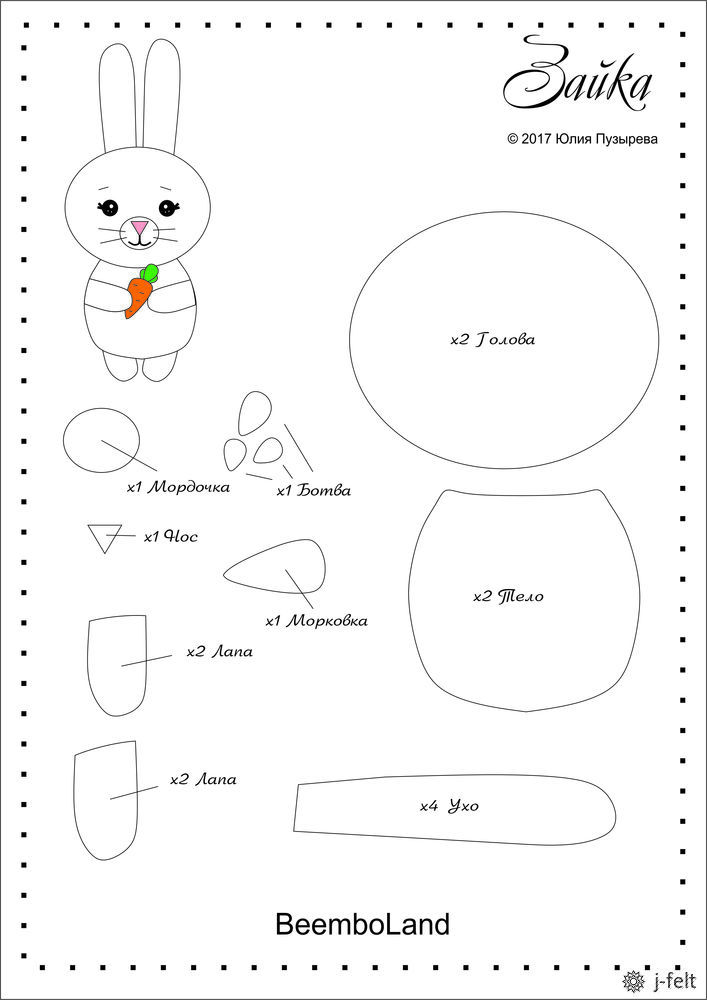 Зайка
© 2017 Юлия Пузырева
x2 Голова
x1 Мордочка
x1 Ботва
x1 Нос
x2 Тело
x1 Морковка
x2 Лапа
x2 Лапа
x4 Ухо
BeemboLand
j-felt